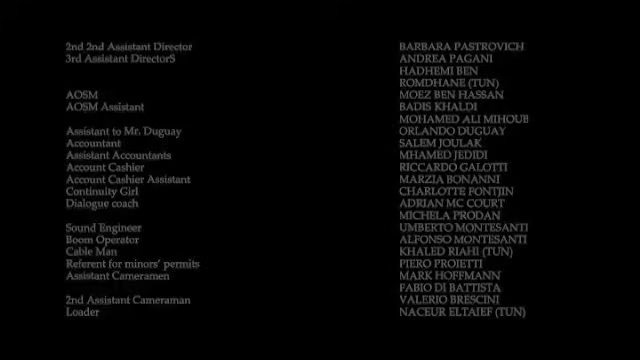 2nd 2nd Assistant Director BARBARA PASTROVICH
3rd Assistant DirectorS ANDREA PAGANI
HADHEMI BEN
ROMDHANE (TUN)
AOSM MOEZ BEN HASSAN
AOSM Assistant BADIS KHALDI
MOHAMED ALI MIHOUB
Assistant to Mr. Duguay ORLANDO DUGUAY
Accountant SALEM JOULAK
Assistant Accountants MHAMED JEDIDI
Account Cashier RICCARDO GALOTTI
Account Cashier Assistant MARZIA BONANNI
Continuity Girl CHARLOTTE FONTJIN
Dialogue coach ADRIAN MC COURT
MICHELA PRODAN
Sound Engineer UMBERTO MONTESANTI
Boom Operator ALFONSO MONTESANTI
Cable Man KHALED RIAHI (TUN)
Referent for minors' permits PIERO PROIETTI
Assistant Cameramen MARK HOFFMANN
FABIO DI BATTISTA
2nd Assistant Cameraman VALERIO BRESCINI
Loader NACEUR ELTAIEF (TUN)